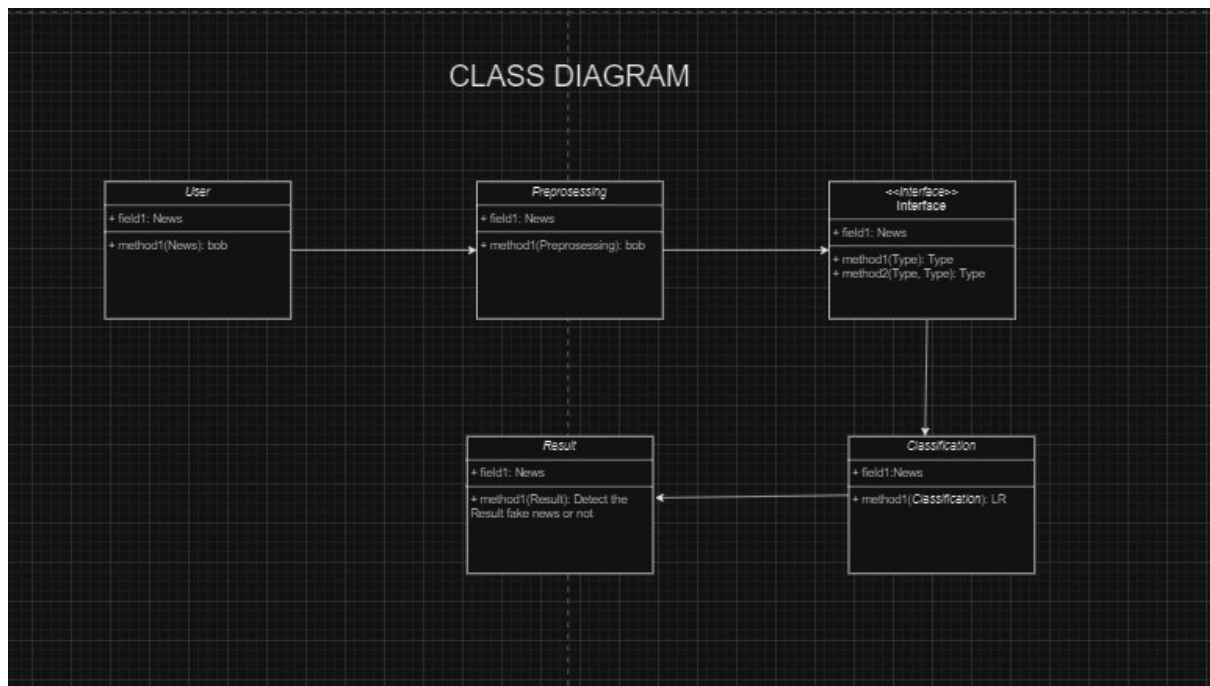 CLASS DIAGRAM
User
+ field1: News
+ method1(News): bob
Preprosessing
+ field1: News
+ method1(Preprosessing): bob
<<interface>>
Interface
+ field1: News
+ method1(Type): Type
+ method2(Type, Type): Type
Result
+ field1: News
+ method1(Result): Detect the
Result fake news or not
Classification
+ field1:News
+ method1(Classification): LR